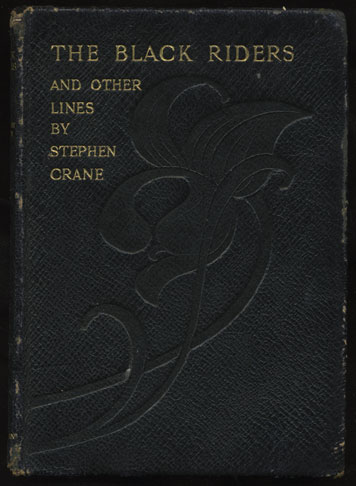 THE BLACK RIDERS
AND OTHER
LINES
BY
STEPHEN
CRANE